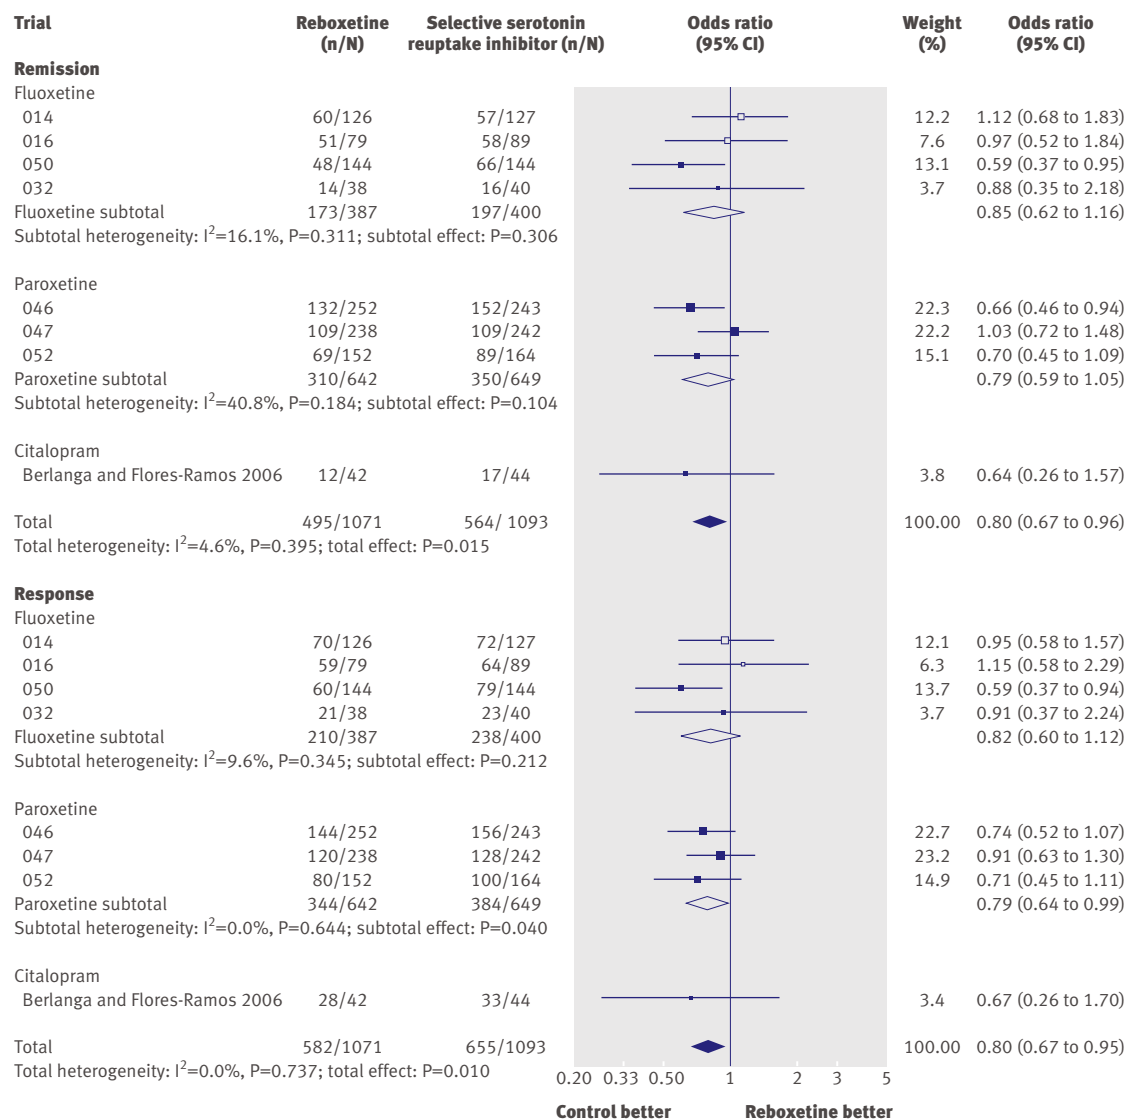 Trial Reboxetine (n/N) Selective serotonin reuptake inhibitor (n/N) Odds ratio (95% CI) Weight (%) Odds ratio (95% CI)
Remission
Fluoxetine
014 60/126 57/127 12.2 1.12 (0.68 to 1.83)
016 51/79 58/89 7.6 0.97 (0.52 to 1.84)
050 48/144 66/144 13.1 0.59 (0.37 to 0.95)
032 14/38 16/40 3.7 0.88 (0.35 to 2.18)
Fluoxetine subtotal 173/387 197/400 0.85 (0.62 to 1.16)
Subtotal heterogeneity: I²=16.1%, P=0.311; subtotal effect: P=0.306
Paroxetine
046 132/252 152/243 22.3 0.66 (0.46 to 0.94)
047 109/238 109/242 22.2 1.03 (0.72 to 1.48)
052 69/152 89/164 15.1 0.70 (0.45 to 1.09)
Paroxetine subtotal 310/642 350/649 0.79 (0.59 to 1.05)
Subtotal heterogeneity: I²=40.8%, P=0.184; subtotal effect: P=0.104
Citalopram
Berlanga and Flores-Ramos 2006 12/42 17/44 3.8 0.64 (0.26 to 1.57)
Total 495/1071 564/ 1093 100.00 0.80 (0.67 to 0.96)
Total heterogeneity: I²=4.6%, P=0.395; total effect: P=0.015
Response
Fluoxetine
014 70/126 72/127 12.1 0.95 (0.58 to 1.57)
016 59/79 64/89 6.3 1.15 (0.58 to 2.29)
050 60/144 79/144 13.7 0.59 (0.37 to 0.94)
032 21/38 23/40 3.7 0.91 (0.37 to 2.24)
Fluoxetine subtotal 210/387 238/400 0.82 (0.60 to 1.12)
Subtotal heterogeneity: I²=9.6%, P=0.345; subtotal effect: P=0.212
Paroxetine
046 144/252 156/243 22.7 0.74 (0.52 to 1.07)
047 120/238 128/242 23.2 0.91 (0.63 to 1.30)
052 80/152 100/164 14.9 0.71 (0.45 to 1.11)
Paroxetine subtotal 344/642 384/649 0.79 (0.64 to 0.99)
Subtotal heterogeneity: I²=0.0%, P=0.644; subtotal effect: P=0.040
Citalopram
Berlanga and Flores-Ramos 2006 28/42 33/44 3.4 0.67 (0.26 to 1.70)
Total 582/1071 655/1093 100.00 0.80 (0.67 to 0.95)
Total heterogeneity: I²=0.0%, P=0.737; total effect: P=0.010
0.20 0.33 0.50 1 2 3 5
Control better Reboxetine better